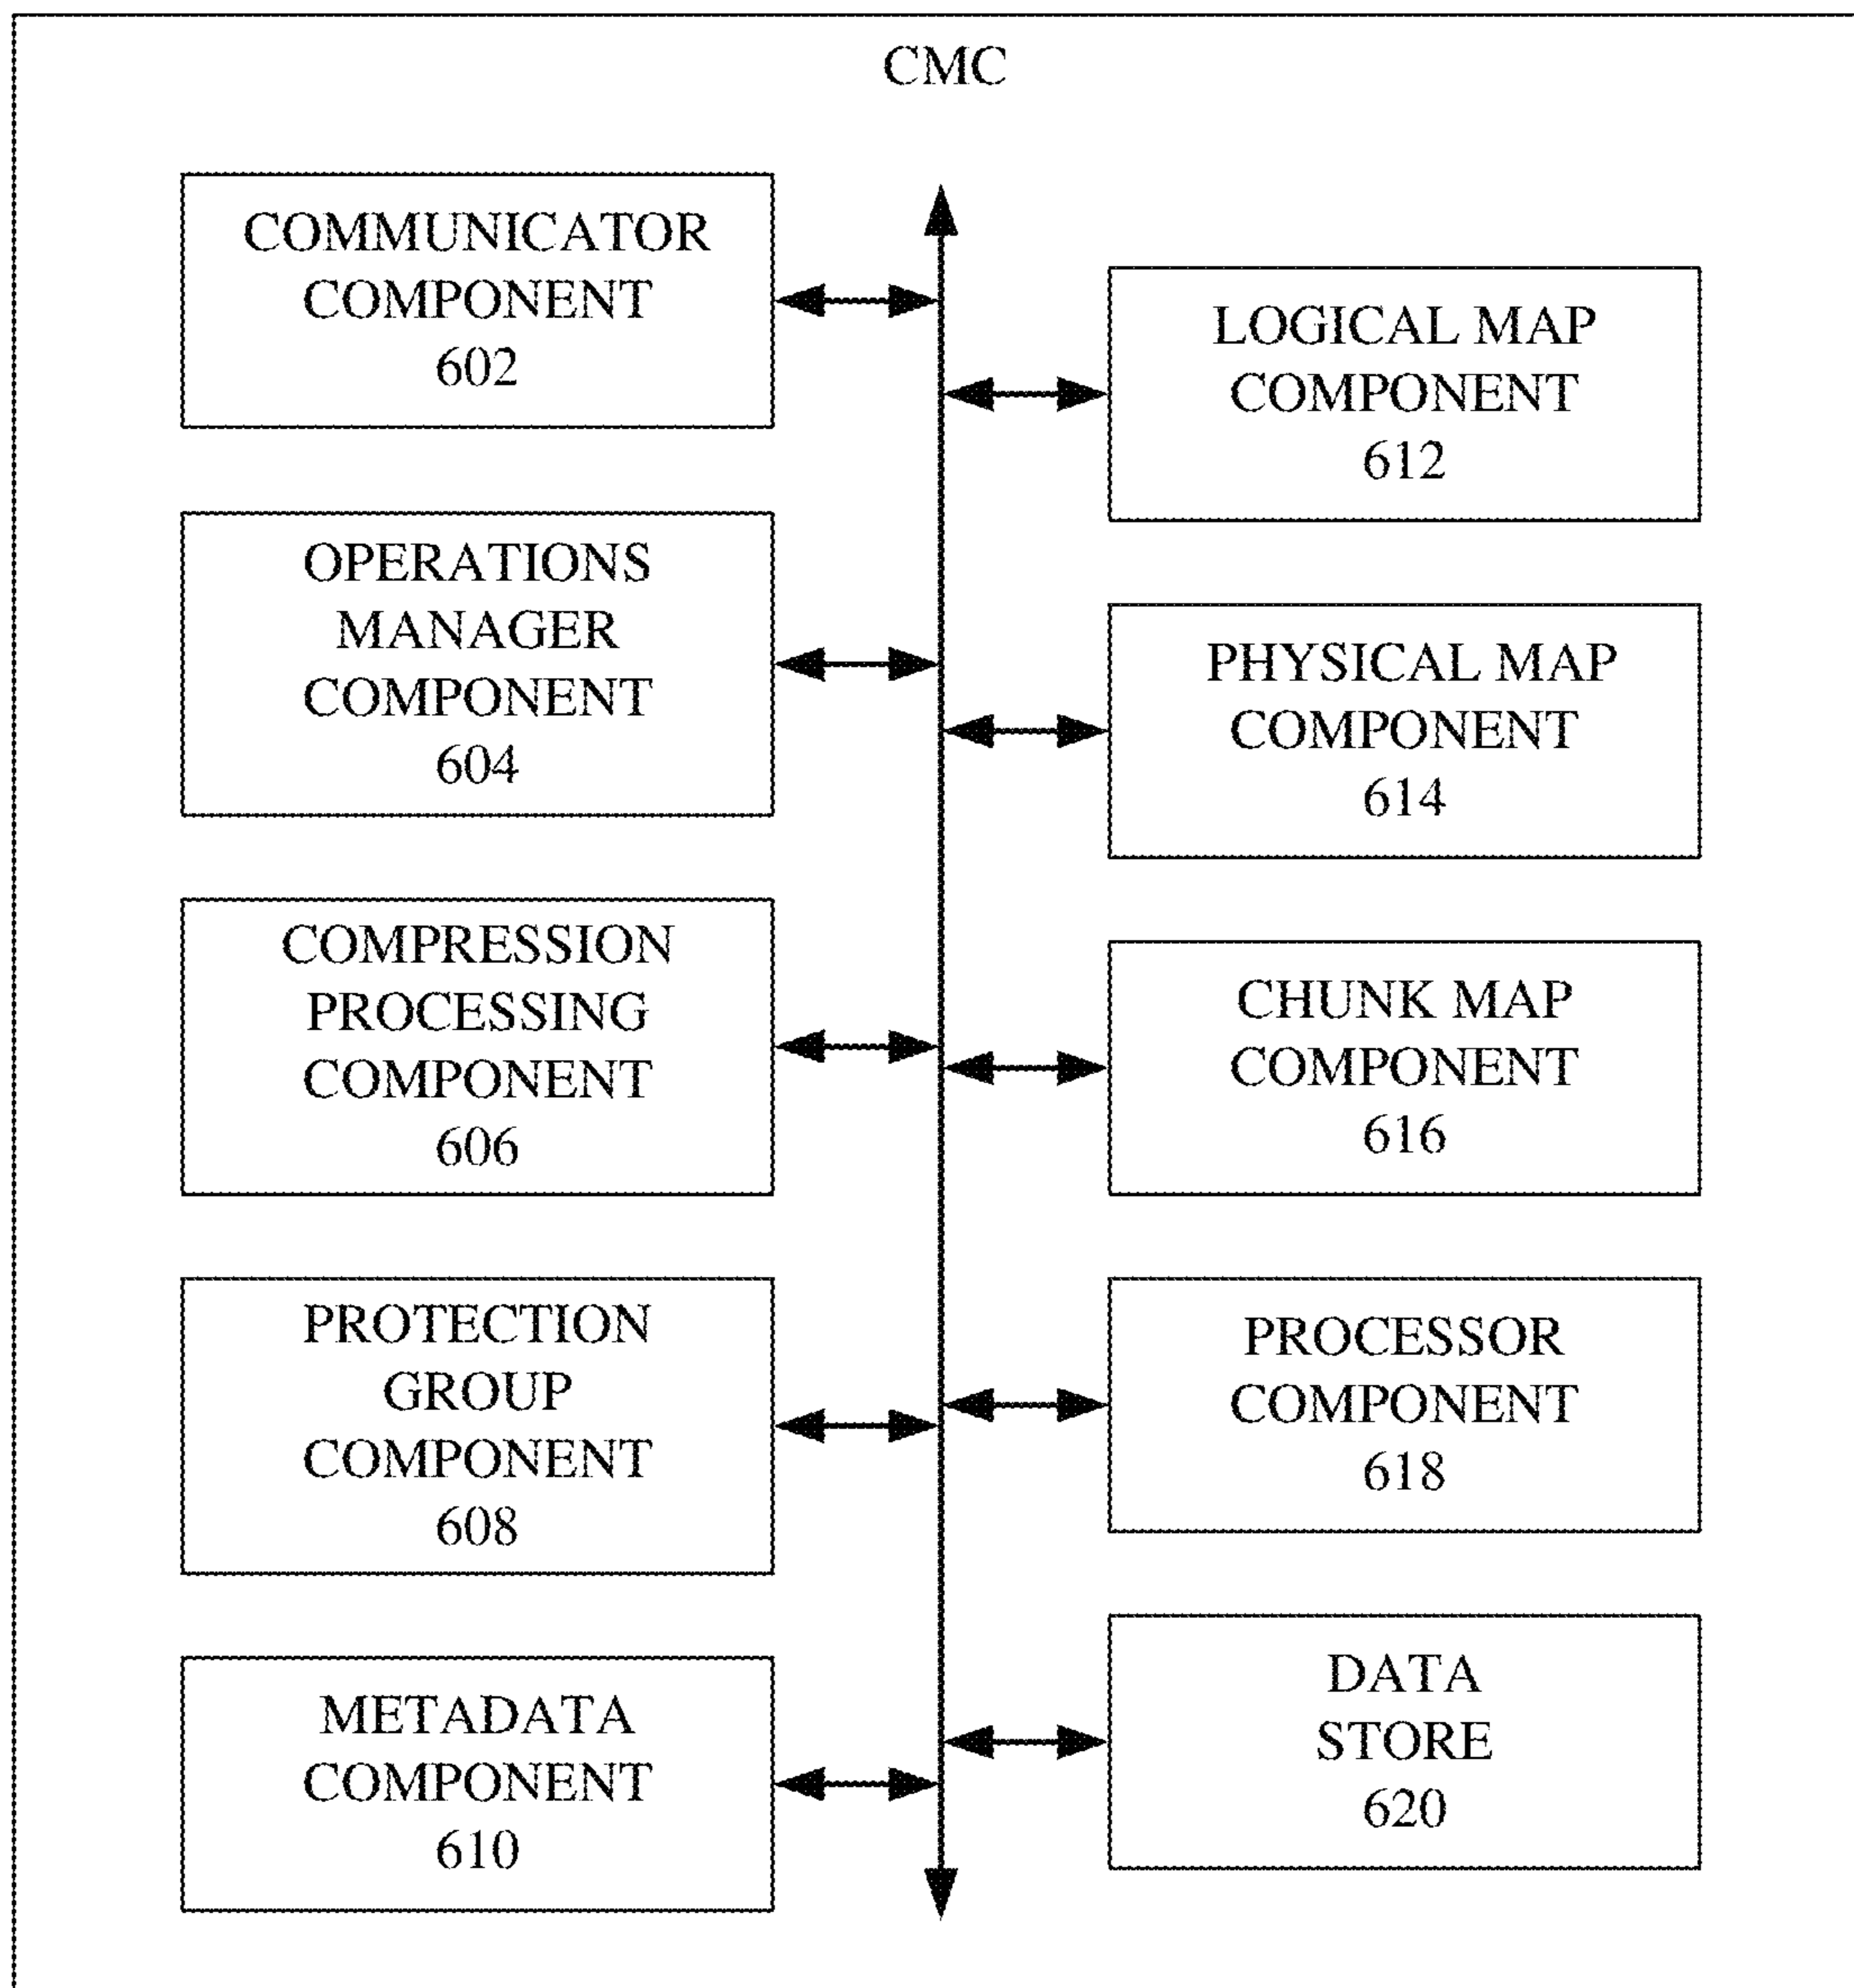 CMC
COMMUNICATOR
COMPONENT
602
OPERATIONS
MANAGER
COMPONENT
604
COMPRESSION
PROCESSING
COMPONENT
606
PROTECTION
GROUP
COMPONENT
608
METADATA
COMPONENT
610
LOGICAL MAP
COMPONENT
612
PHYSICAL MAP
COMPONENT
614
CHUNK MAP
COMPONENT
616
PROCESSOR
COMPONENT
618
DATA
STORE
620